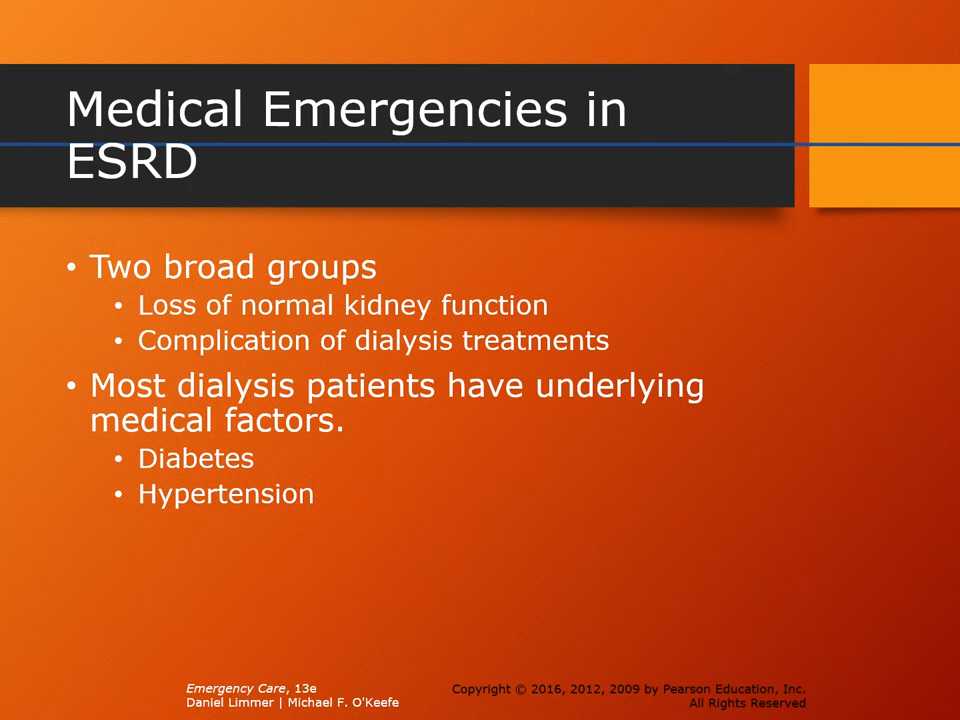 Medical Emergencies in
ESRD
• Two broad groups
• Loss of normal kidney function
• Complication of dialysis treatments
• Most dialysis patients have underlying
medical factors.
• Diabetes
• Hypertension
Emergency Care, 13e
Daniel Limmer | Michael F. O'Keefe
Copyright © 2016, 2012, 2009 by Pearson Education, Inc.
All Rights Reserved